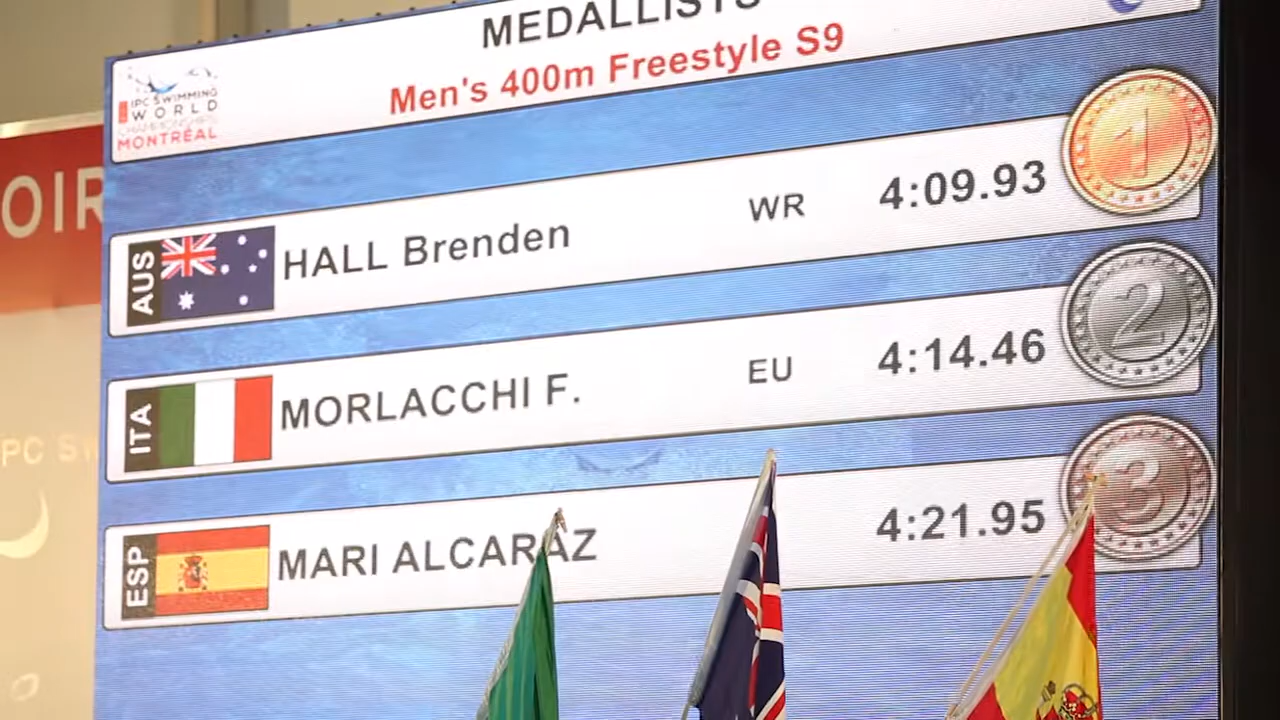 MEDALLISTS
Men's 400m Freestyle S9
IPC SWIMMING
WORLD
CHAMPIONSHIPS
MONTRÉAL
OIR
AUS
HALL Brenden
WR
4:09.93
1
ITA
MORLACCHI F.
EU
4:14.46
2
PC SW
ESP
MARI ALCARAZ
4:21.95
3